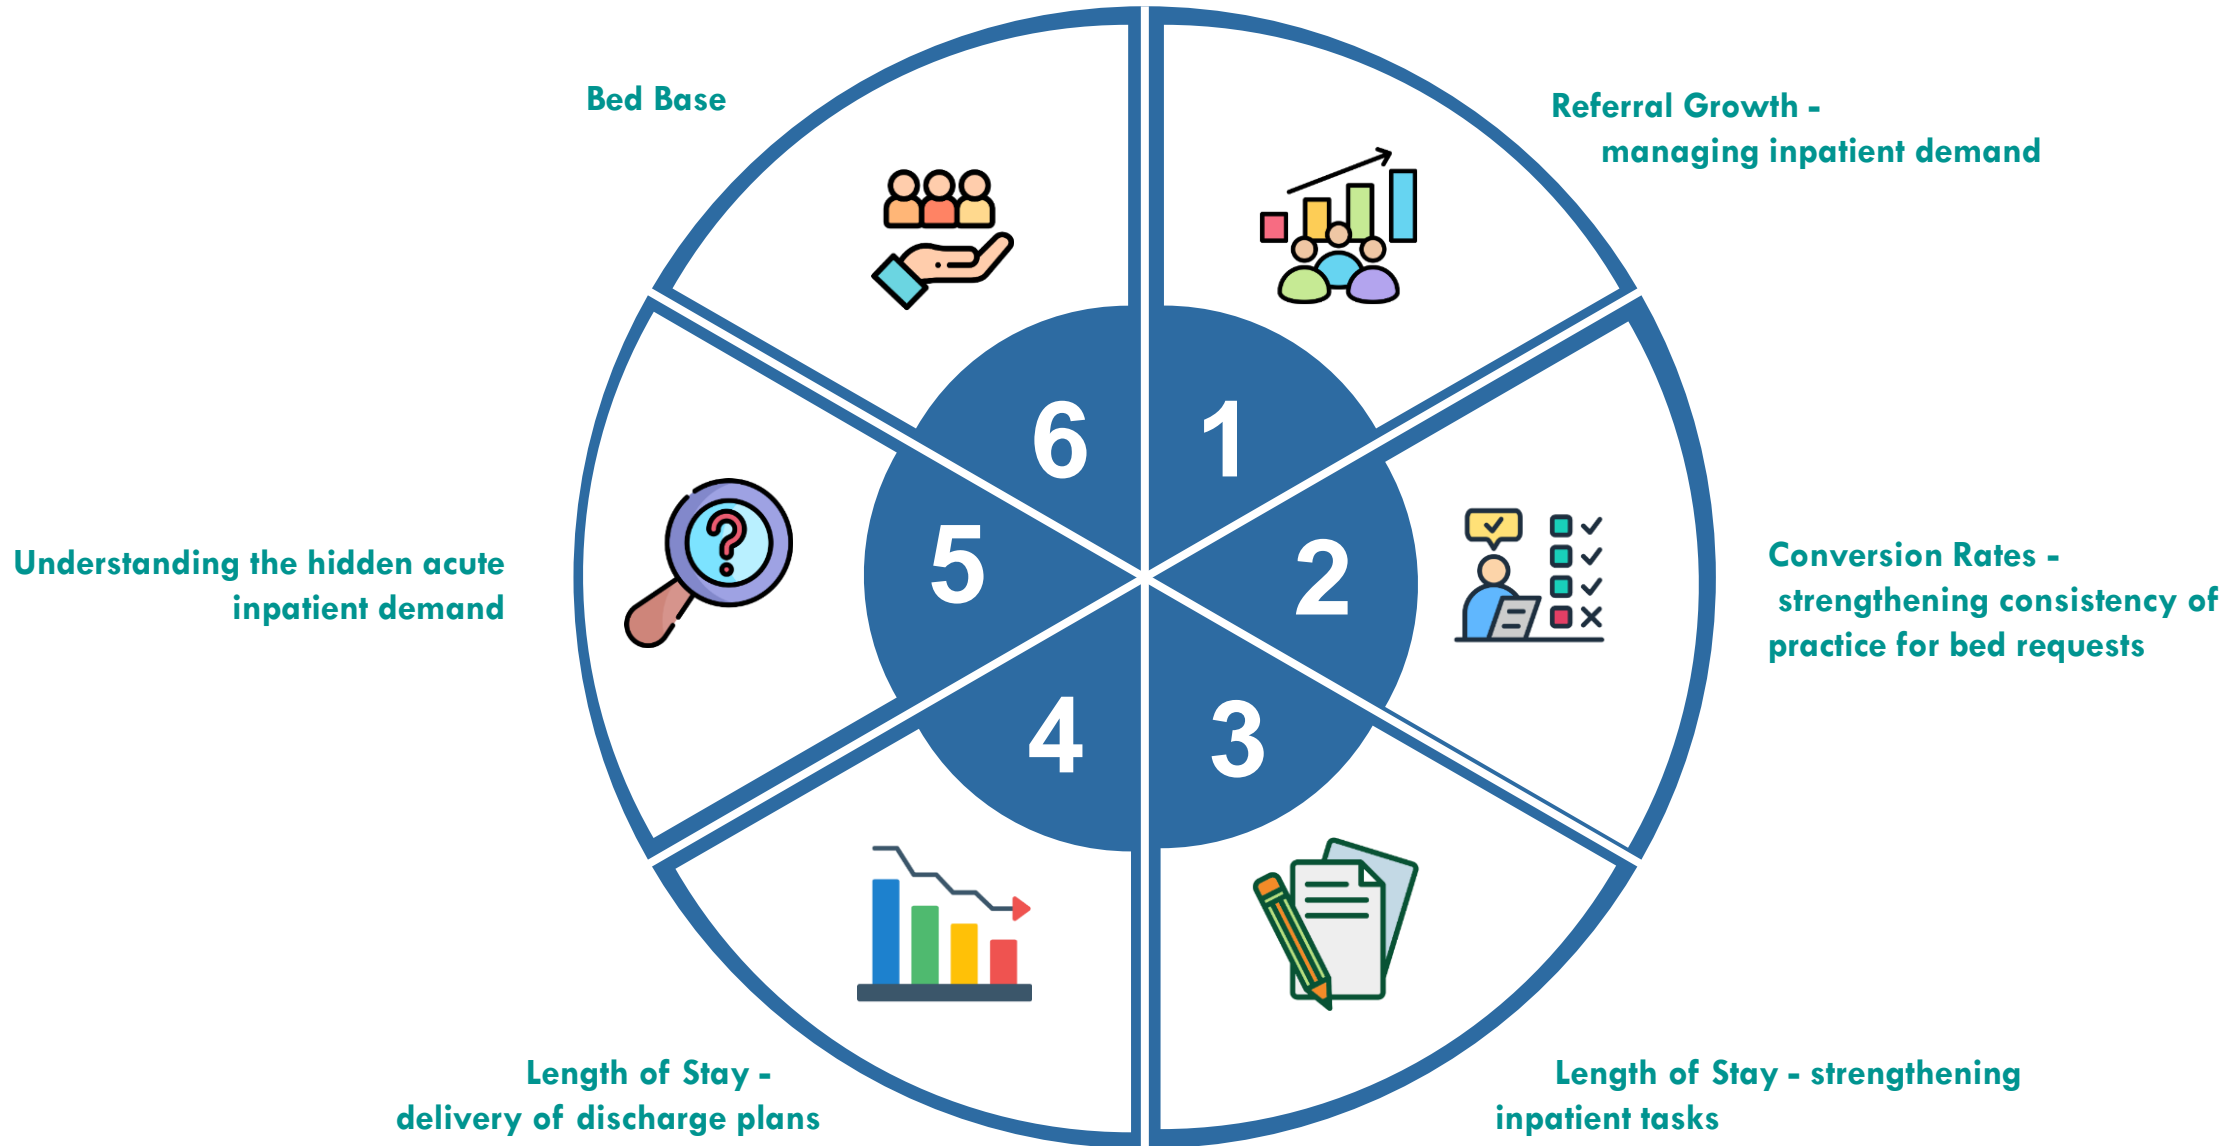 Bed Base
Referral Growth -
managing inpatient demand
6
1
5
2
Understanding the hidden acute
inpatient demand
Conversion Rates -
strengthening consistency of
practice for bed requests
4
3
Length of Stay -
delivery of discharge plans
Length of Stay - strengthening
inpatient tasks